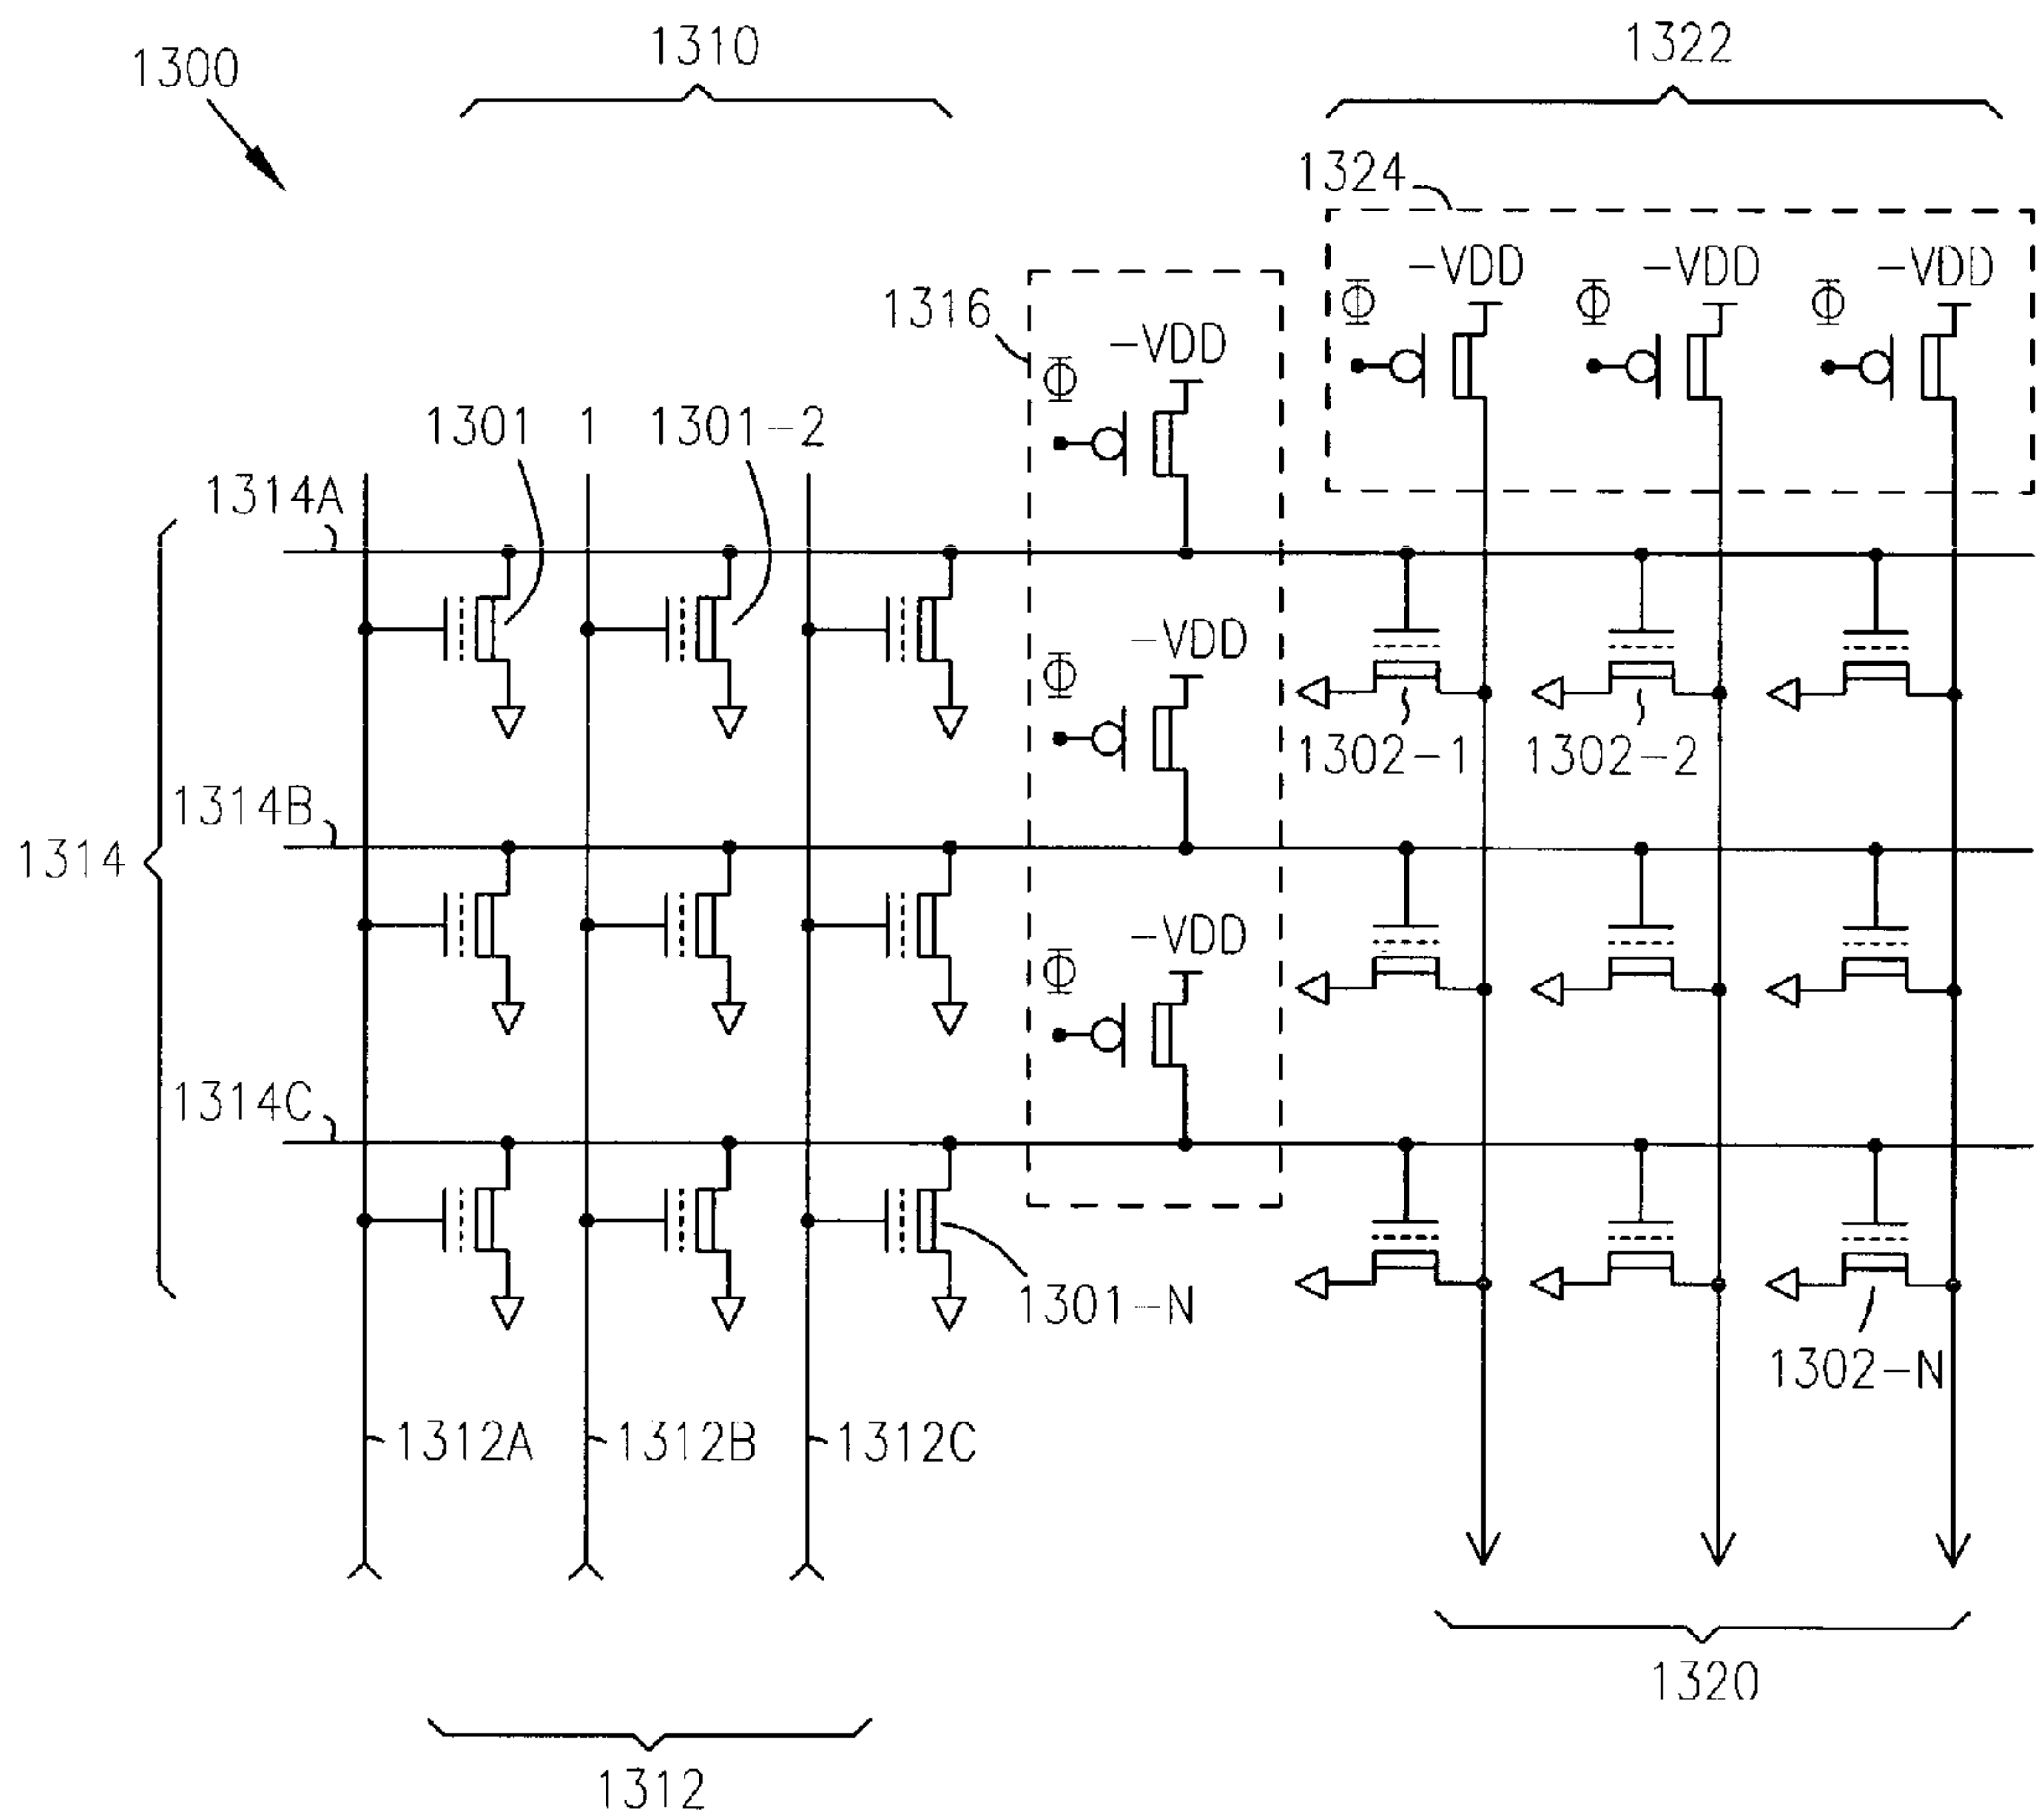 1300
1310
1322
1324
-VDD
-VDD
-VDD
Φ
Φ
Φ
1316
-VDD
Φ
1301 1
1301-2
1314A
-VDD
Φ
1302-1
1302-2
1314B
1314
-VDD
Φ
1314C
1301-N
1302-N
1312A
1312B
1312C
1320
1312